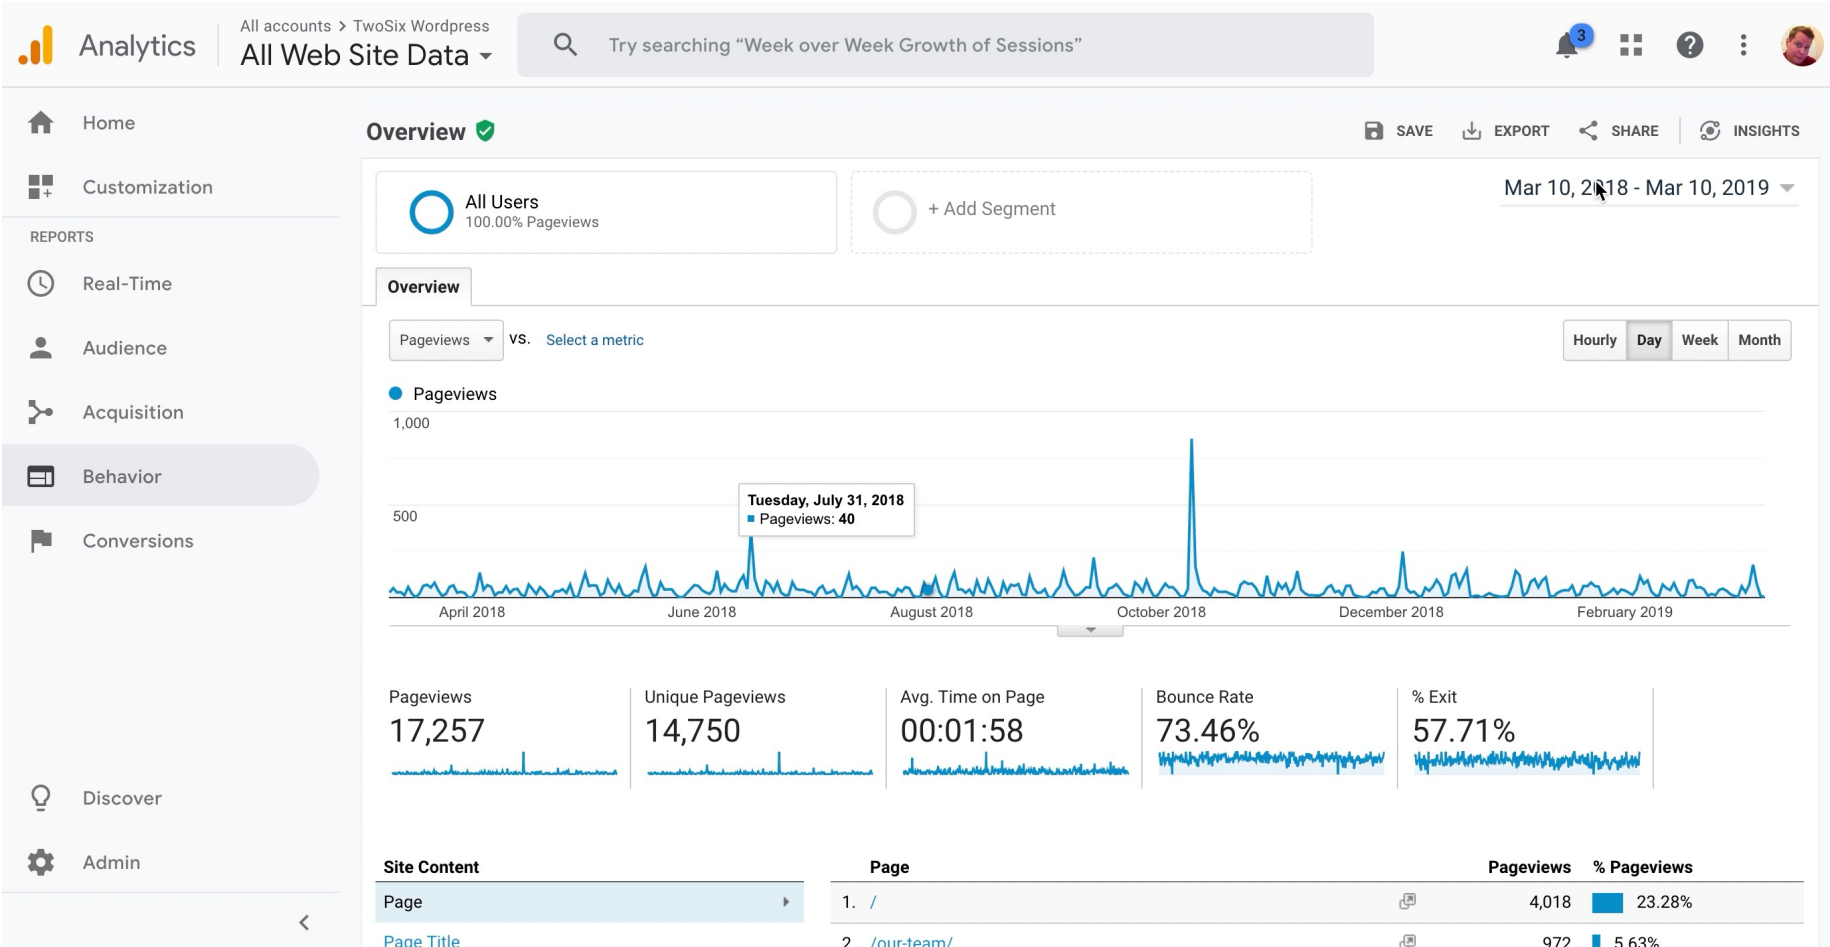 Analytics
All accounts > TwoSix Wordpress
All Web Site Data
Try searching “Week over Week Growth of Sessions”
3
Home
Customization
REPORTS
Real-Time
Audience
Acquisition
Behavior
Conversions
Discover
Admin
Overview
SAVE
EXPORT
SHARE
INSIGHTS
All Users
100.00% Pageviews
+ Add Segment
Mar 10, 2018 - Mar 10, 2019
Overview
Pageviews
VS.
Select a metric
Hourly
Day
Week
Month
Pageviews
1,000
500
Tuesday, July 31, 2018
Pageviews: 40
April 2018
June 2018
August 2018
October 2018
December 2018
February 2019
Pageviews
17,257
Unique Pageviews
14,750
Avg. Time on Page
00:01:58
Bounce Rate
73.46%
% Exit
57.71%
Site Content
Page
Page Title
Page Pageviews % Pageviews
1. / 4,018 23.28%
2. /our-team/ 972 5.63%